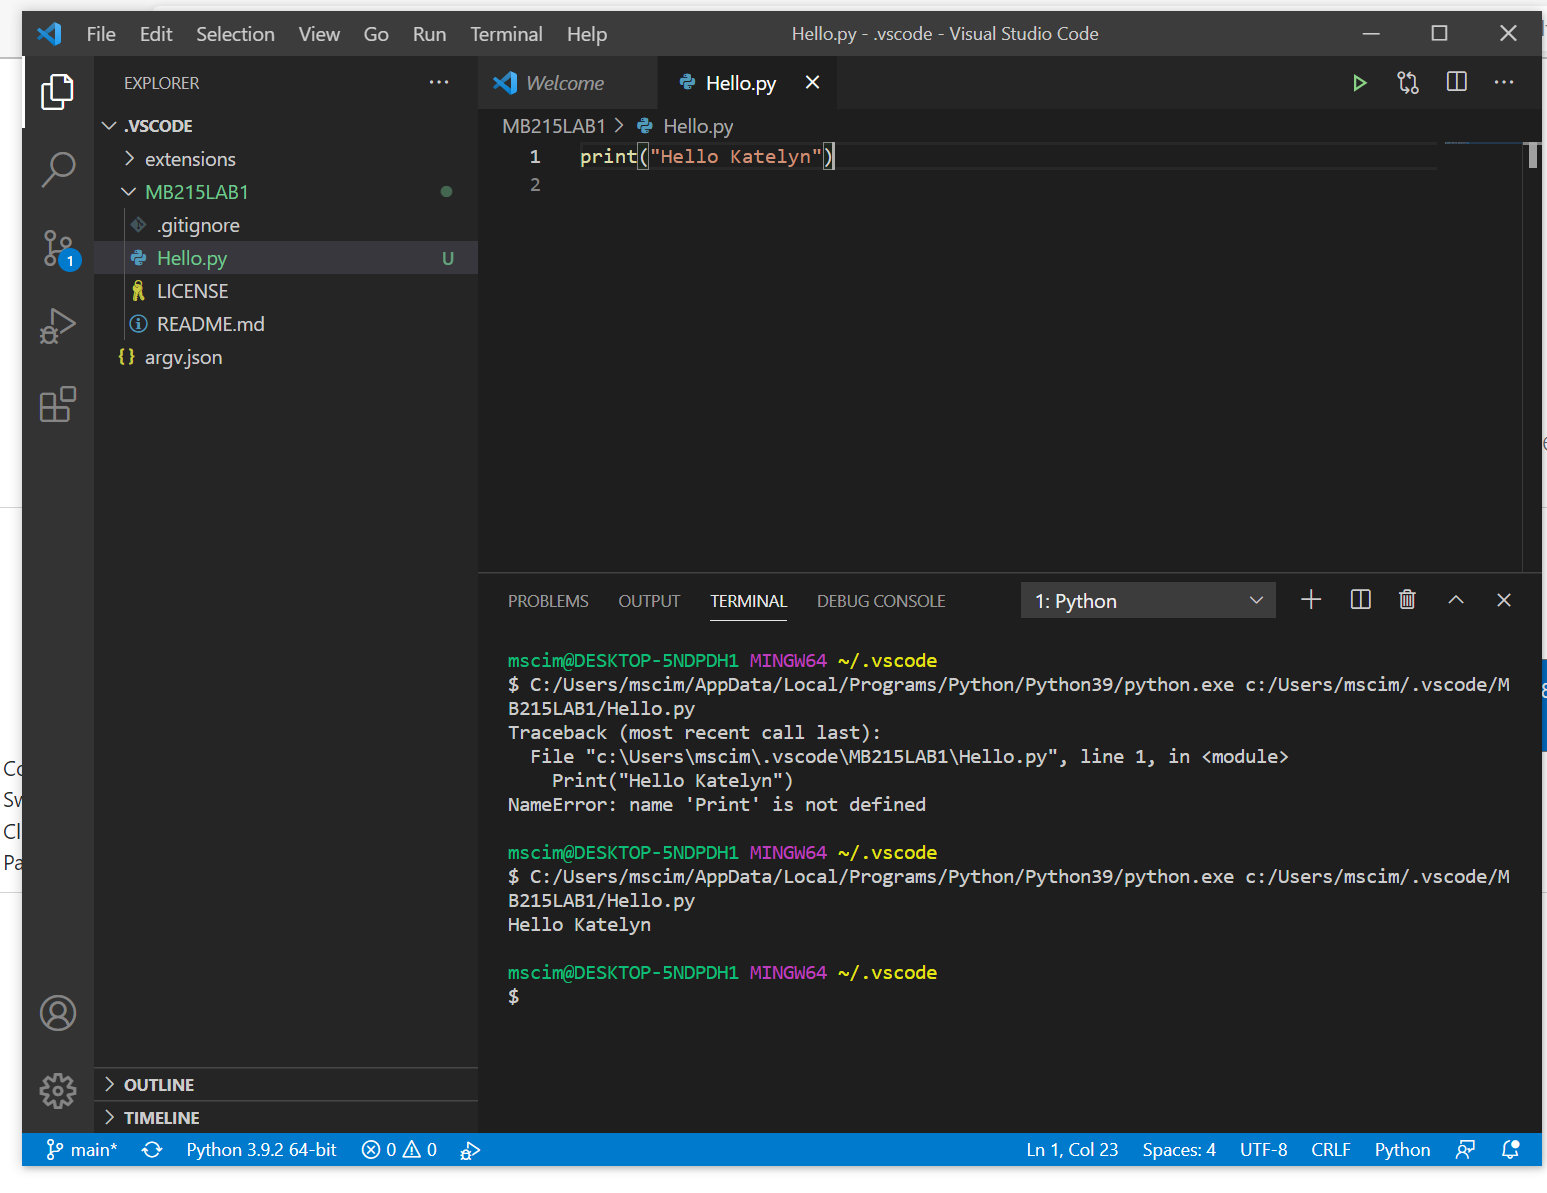 File Edit Selection View Go Run Terminal Help Hello.py - .vscode - Visual Studio Code
EXPLORER
.VSCODE
extensions
MB215LAB1
.gitignore
Hello.py U
LICENSE
README.md
argv.json
OUTLINE
TIMELINE
1
Welcome Hello.py
MB215LAB1 > Hello.py
1 print("Hello Katelyn")
2
PROBLEMS OUTPUT TERMINAL DEBUG CONSOLE 1: Python
mscim@DESKTOP-5NDPDH1 MINGW64 ~/.vscode
$ C:/Users/mscim/AppData/Local/Programs/Python/Python39/python.exe c:/Users/mscim/.vscode/M
B215LAB1/Hello.py
Traceback (most recent call last):
File "c:\Users\mscim\.vscode\MB215LAB1\Hello.py", line 1, in <module>
Print("Hello Katelyn")
NameError: name 'Print' is not defined
mscim@DESKTOP-5NDPDH1 MINGW64 ~/.vscode
$ C:/Users/mscim/AppData/Local/Programs/Python/Python39/python.exe c:/Users/mscim/.vscode/M
B215LAB1/Hello.py
Hello Katelyn
mscim@DESKTOP-5NDPDH1 MINGW64 ~/.vscode
$
main* Python 3.9.2 64-bit 0 0 Ln 1, Col 23 Spaces: 4 UTF-8 CRLF Python